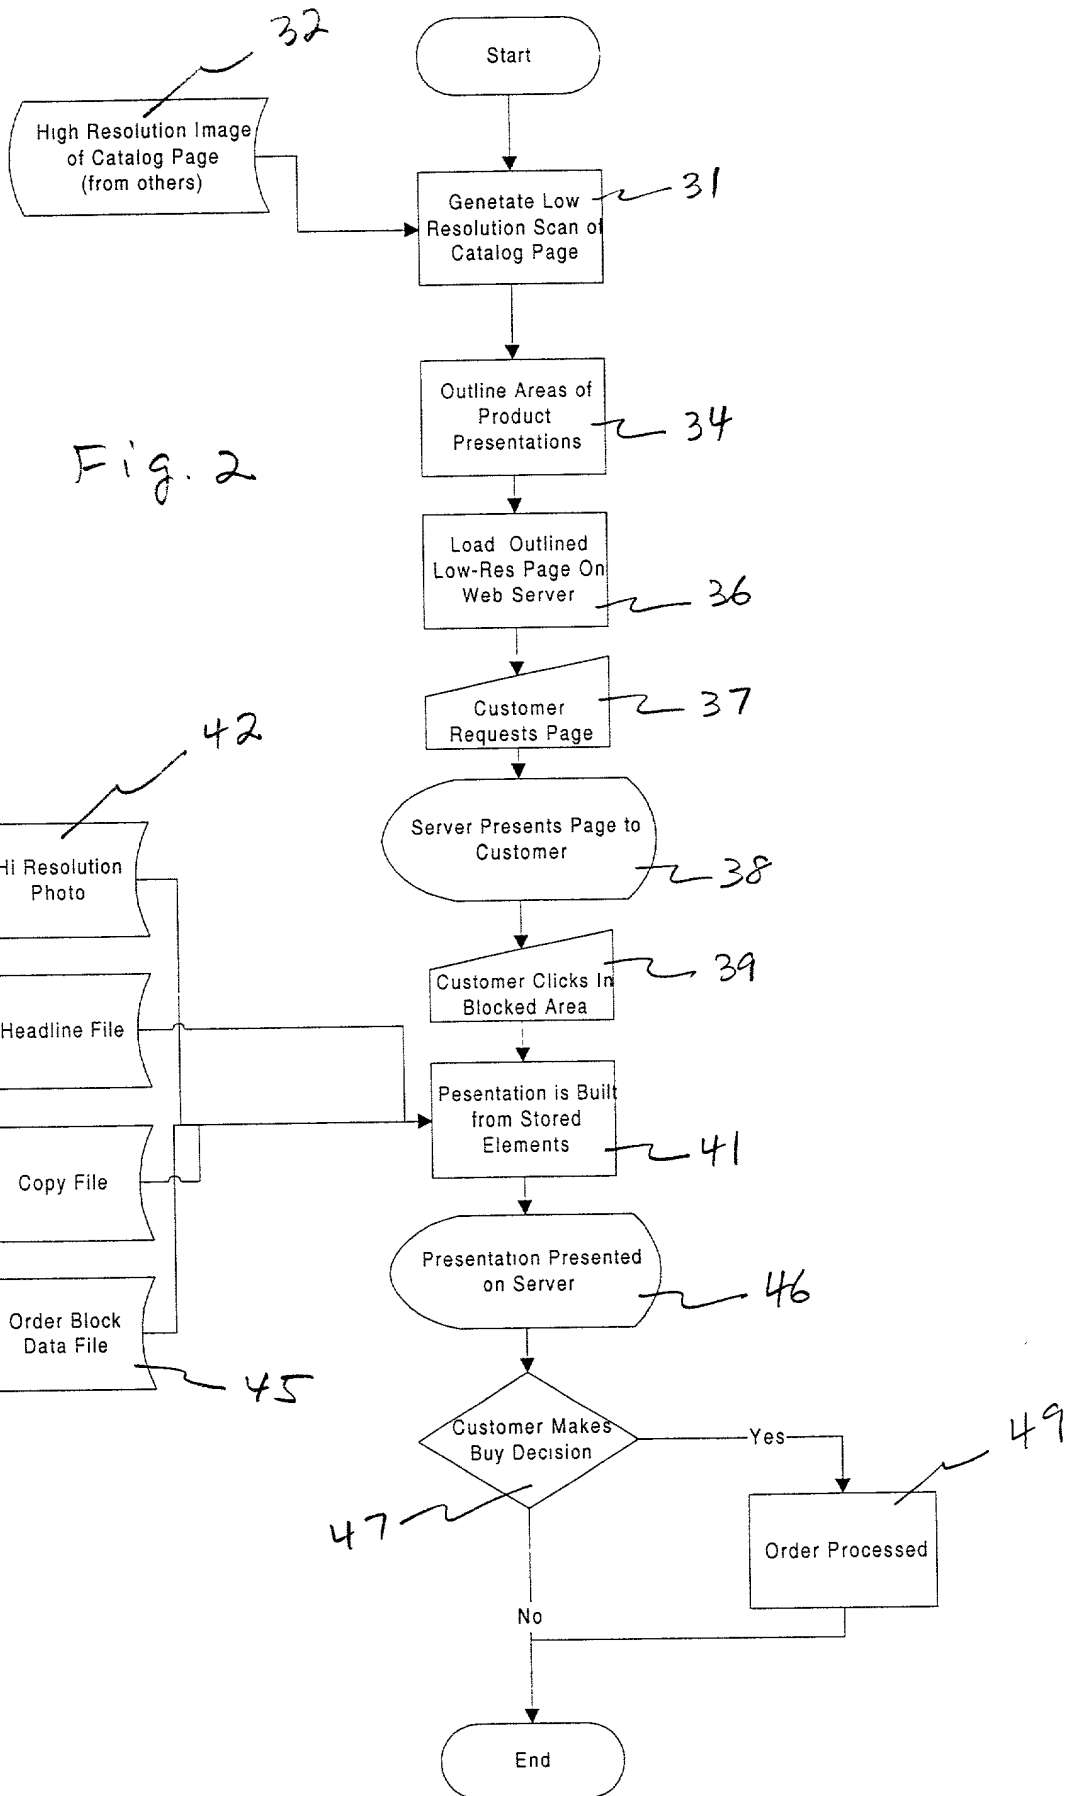 32
Start
High Resolution Image
of Catalog Page
(from others)
Genetate Low
Resolution Scan of
Catalog Page
31
Outline Areas of
Product
Presentations
34
Fig. 2
Load Outlined
Low-Res Page On
Web Server
36
Customer
Requests Page
37
42
Server Presents Page to
Customer
38
Hi Resolution
Photo
Customer Clicks In
Blocked Area
39
Headline File
Pesentation is Built
from Stored
Elements
41
Copy File
Presentation Presented
on Server
46
Order Block
Data File
45
Customer Makes
Buy Decision
Yes
49
47
Order Processed
No
End